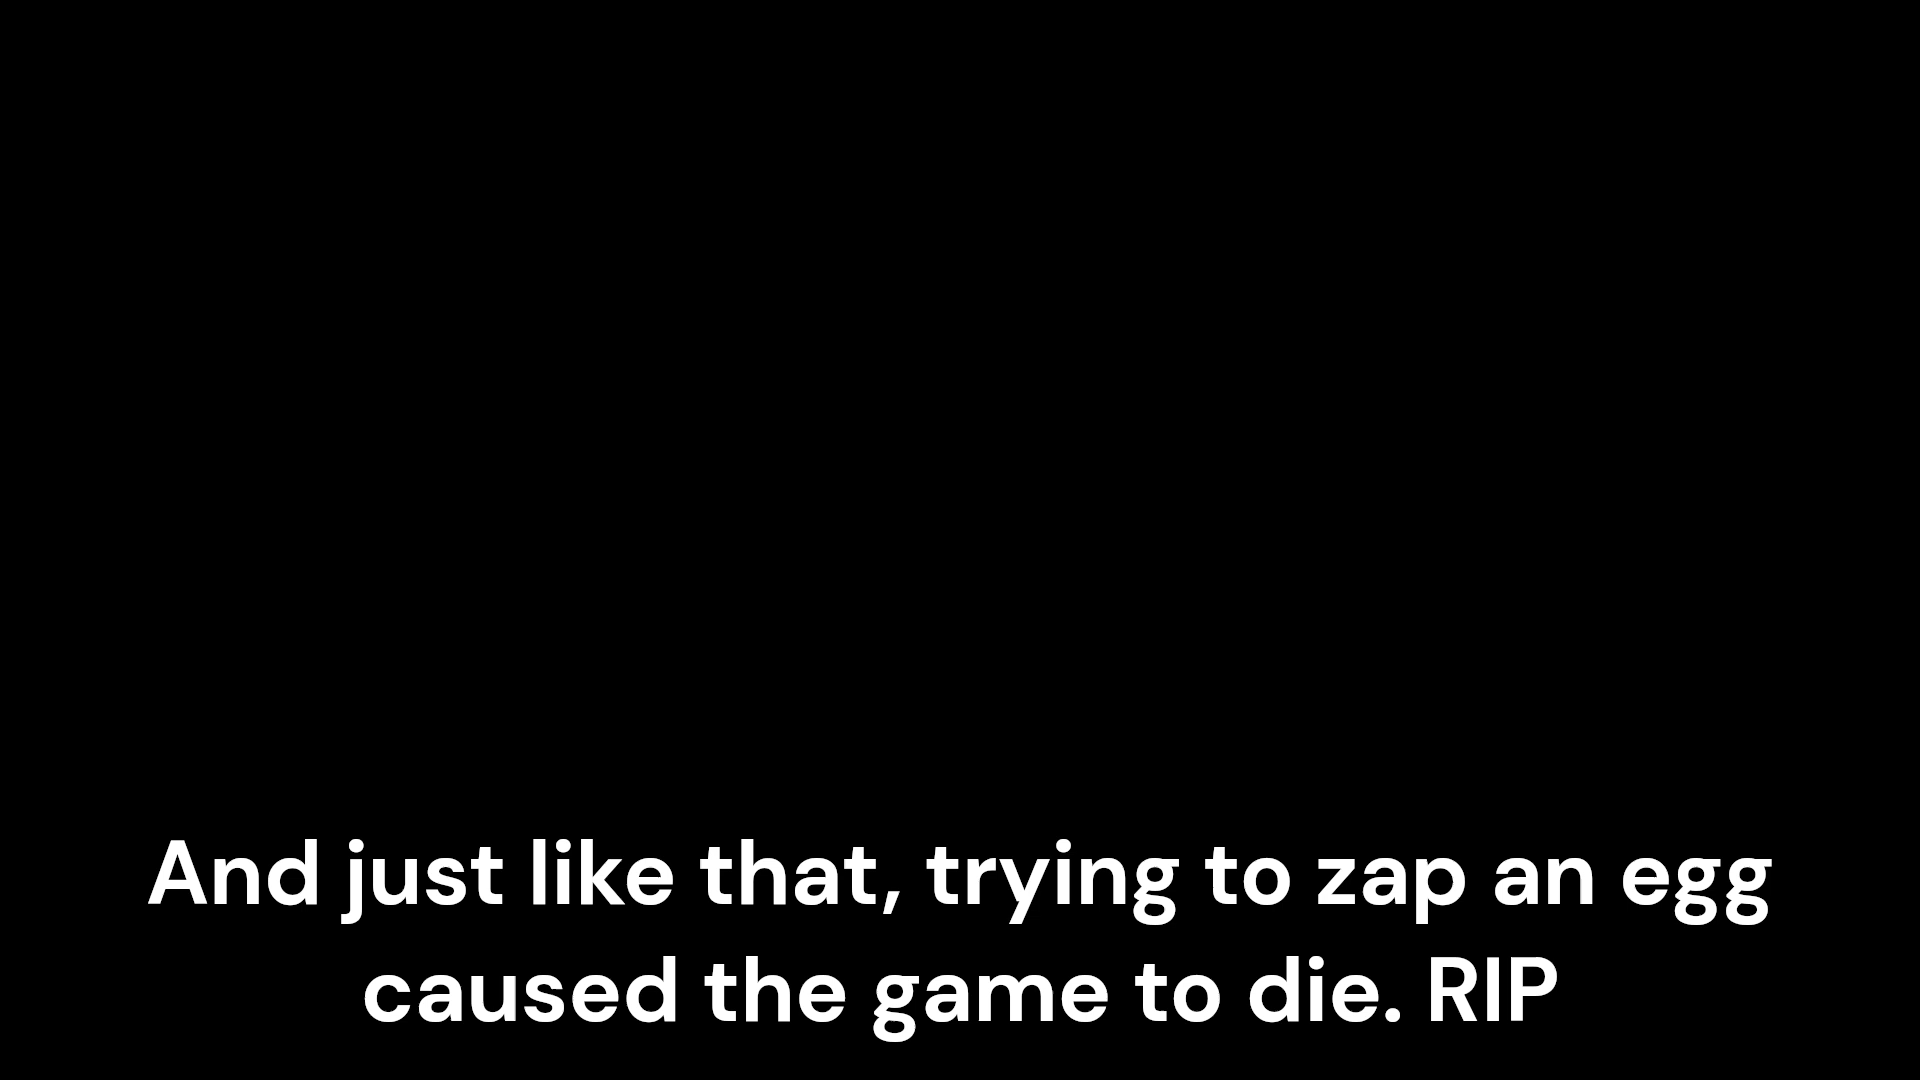 And just like that, trying to zap an egg
caused the game to die. RIP